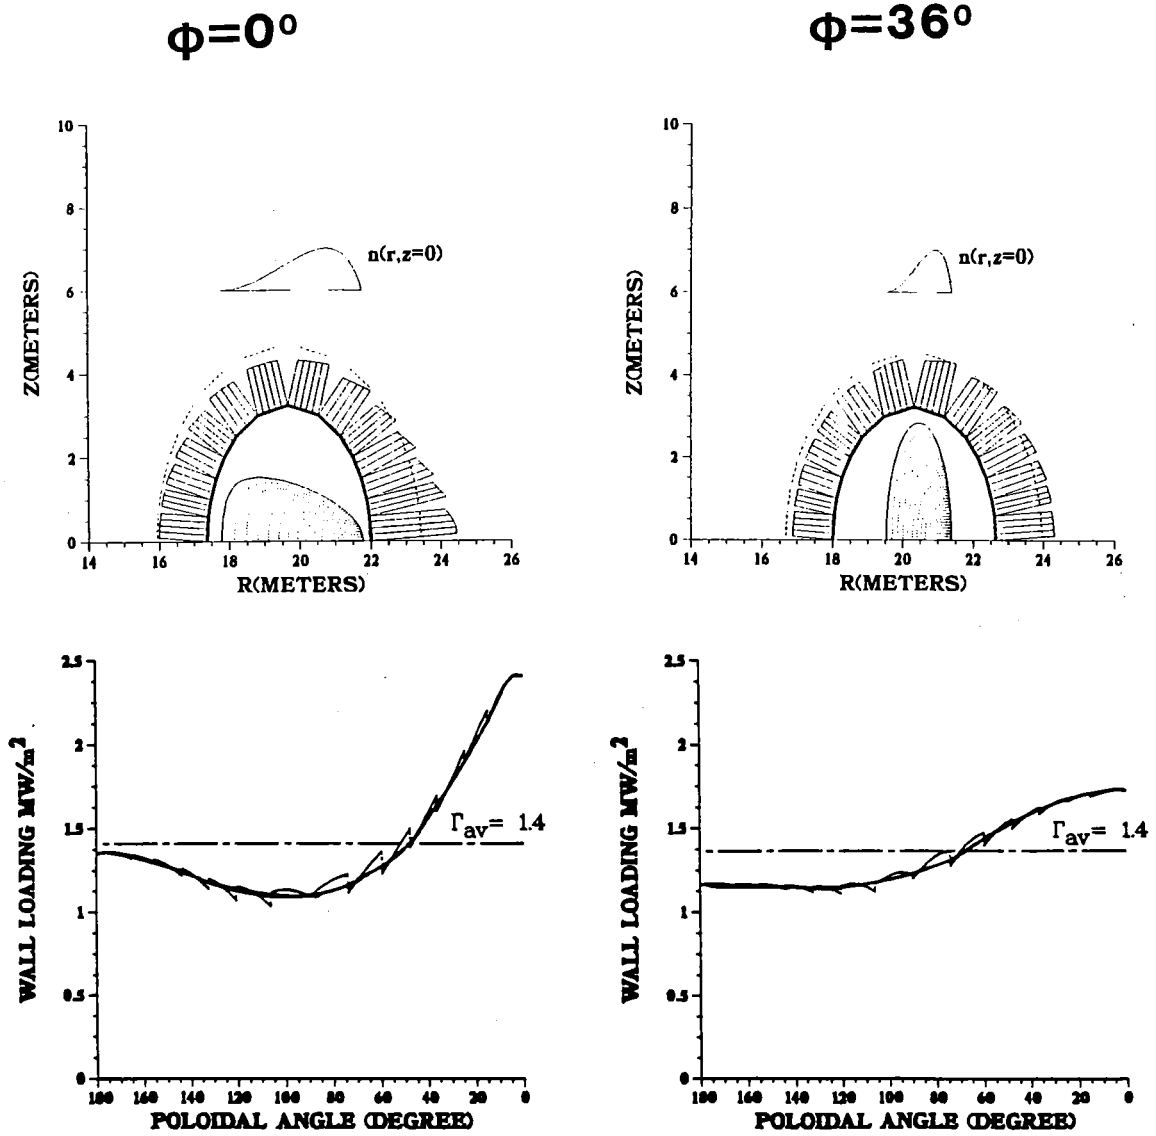 Φ=0⁰
Φ=36⁰
10
8
6
4
2
0
Z(METERS)
n(r,z=0)
14 16 18 20 22 24 26
R(METERS)
10
8
6
4
2
0
Z(METERS)
n(r,z=0)
14 16 18 20 22 24 26
R(METERS)
2.5
2
1.5
1
0.5
0
WALL LOADING MW/m²
Γav= 1.4
180 160 140 120 100 80 60 40 20 0
POLOIDAL ANGLE (DEGREE)
2.5
2
1.5
1
0.5
0
WALL LOADING MW/m²
Γav= 1.4
180 160 140 120 100 80 60 40 20 0
POLOIDAL ANGLE (DEGREE)